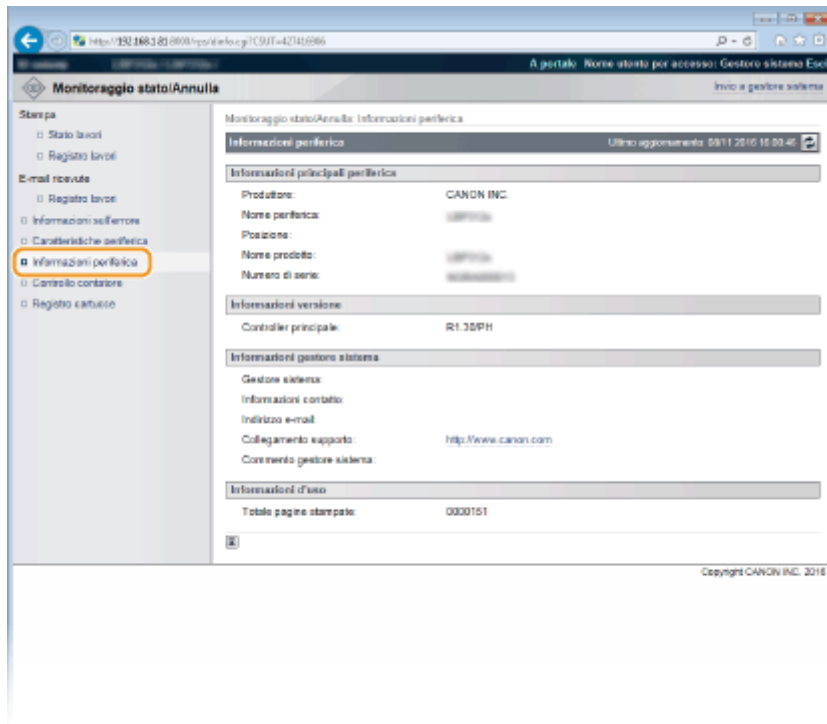 A portale Nome utente per accesso: Gestore sistema Esci
Monitoraggio stato/Annulla
Invio a gestore sistema
Stampa
Stato lavori
Registro lavori
E-mail ricevute
Registro lavori
Informazioni sull'errore
Caratteristiche periferica
Informazioni periferica
Controllo contatore
Registro cartucce
Monitoraggio stato/Annulla: Informazioni periferica
Informazioni periferica
Ultimo aggiornamento: 08/11 2016 16:00:46
Informazioni principali periferica
Produttore: CANON INC.
Nome periferica:
Posizione:
Nome prodotto:
Numero di serie:
Informazioni versione
Controller principale: R1.30/PH
Informazioni gestore sistema
Gestore sistema:
Informazioni contatto:
Indirizzo e-mail:
Collegamento supporto: http://www.canon.com
Commento gestore sistema:
Informazioni d'uso
Totale pagine stampate: 0000151
Copyright CANON INC. 2016